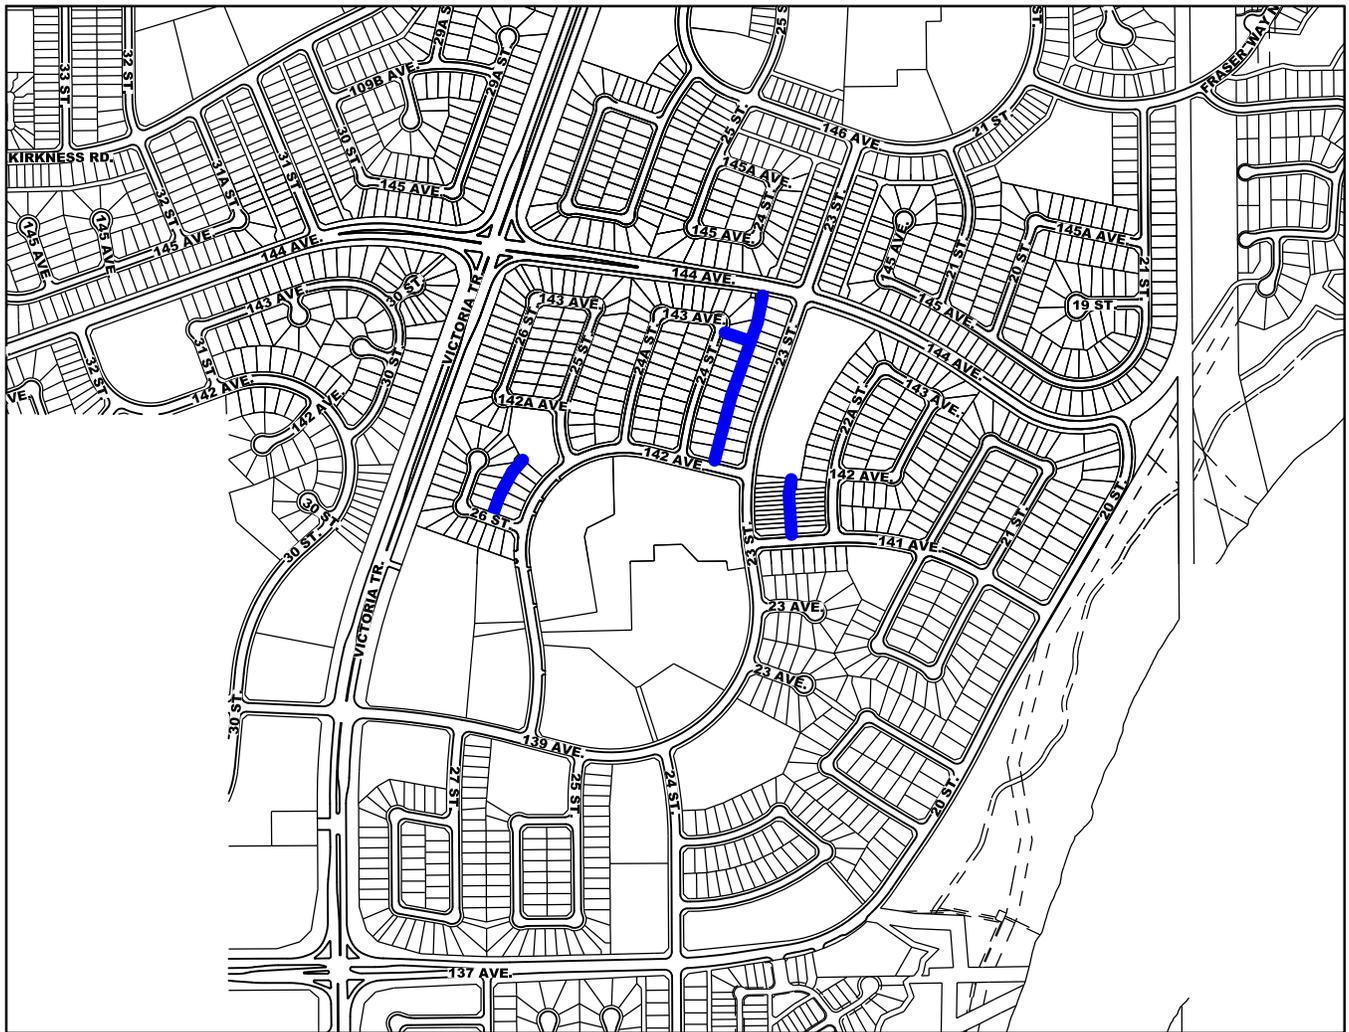 29A ST.
25 S
ST.
FRASER WAY N
33 ST.
32 ST.
109B AVE.
29A ST.
25 ST.
146 AVE
21 ST.
KIRKNESS RD.
30 ST.
31 ST.
31A ST.
32 ST.
145 AVE.
145A AVE.
24 ST.
23 ST.
145 AVE
145 AVE.
145 AVE.
144 AVE.
145 AVE.
145 AVE.
21 ST.
20 ST.
145A AVE.
21 ST.
144 AVE.
30 ST.
VICTORIA TR.
143 AVE.
143 AVE.
143 AVE.
145 AVE.
19 ST.
31 ST.
30 ST.
26 ST.
25 ST.
24A ST.
24 ST.
23 ST.
144 AVE.
32 ST.
142 AVE.
142 AVE.
142A AVE.
22A ST.
143 AVE.
VE.
142 AVE.
142 AVE.
30 ST.
30 ST.
26 ST.
23 ST.
141 AVE.
21 ST.
20 ST.
VICTORIA TR.
23 AVE.
23 AVE.
30 ST.
139 AVE.
27 ST.
25 ST.
24 ST.
20 ST.
137 AVE.